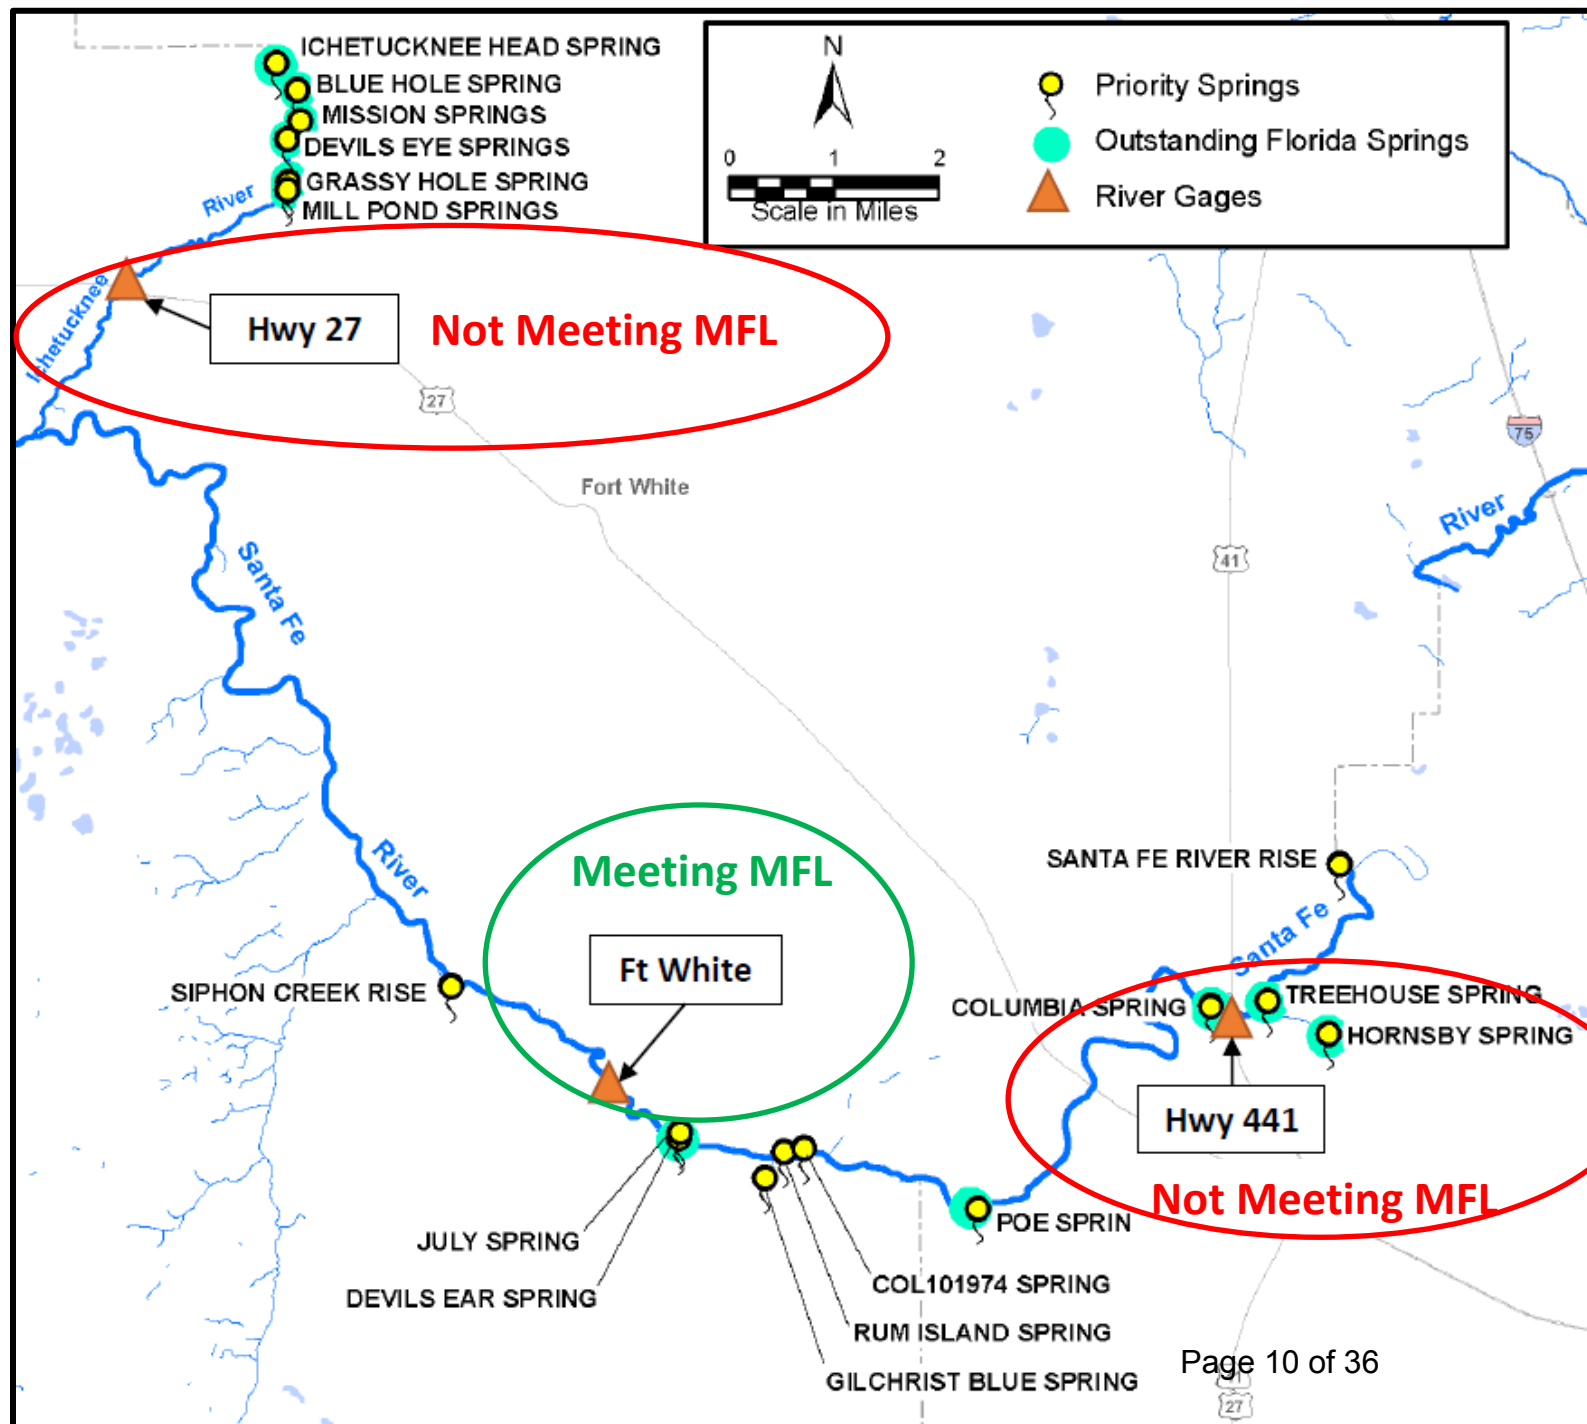 ICHETUCKNEE HEAD SPRING
BLUE HOLE SPRING
MISSION SPRINGS
DEVILS EYE SPRINGS
GRASSY HOLE SPRING
MILL POND SPRINGS
N
0 1 2
Scale in Miles
Priority Springs
Outstanding Florida Springs
River Gages
River
Ichetucknee
Hwy 27
Not Meeting MFL
27
75
Fort White
River
41
Santa Fe
River
Meeting MFL
Ft White
SIPHON CREEK RISE
SANTA FE RIVER RISE
Santa Fe
COLUMBIA SPRING
TREEHOUSE SPRING
HORNSBY SPRING
Hwy 441
Not Meeting MFL
POE SPRIN
JULY SPRING
DEVILS EAR SPRING
COL101974 SPRING
RUM ISLAND SPRING
GILCHRIST BLUE SPRING
Page 10 of 36
27